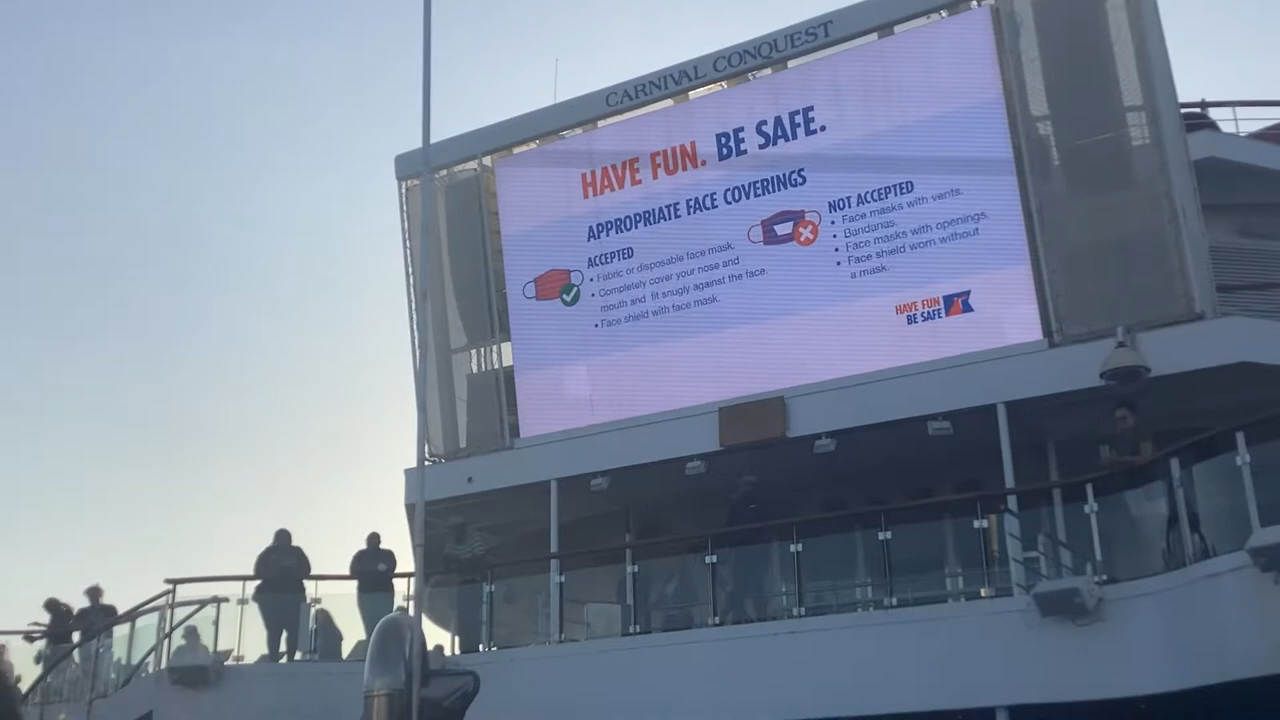 CARNIVAL CONQUEST
HAVE FUN. BE SAFE.
APPROPRIATE FACE COVERINGS
ACCEPTED
• Fabric or disposable face mask.
• Completely cover your nose and
mouth and fit snugly against the face.
• Face shield with face mask.
NOT ACCEPTED
• Face masks with vents.
• Bandanas.
• Face masks with openings.
• Face shield worn without
a mask.
HAVE FUN
BE SAFE